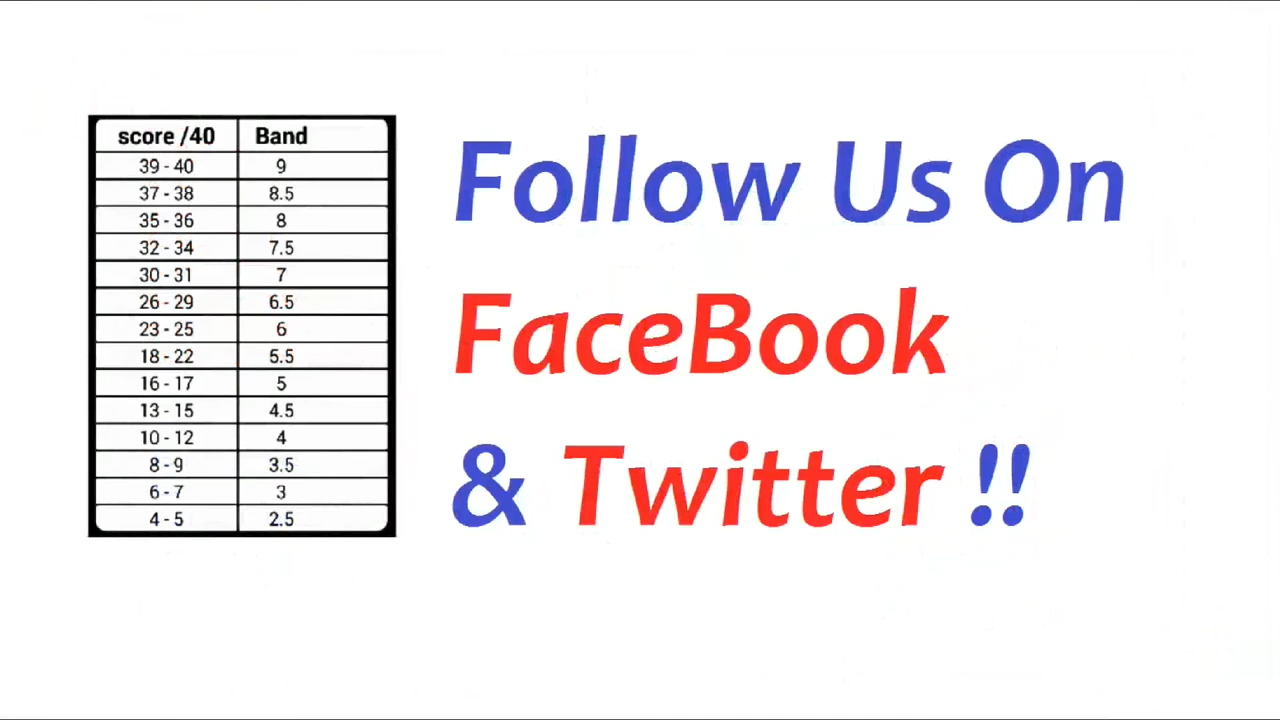 score /40 Band
39 - 40 9
37 - 38 8.5
35 - 36 8
32 - 34 7.5
30 - 31 7
26 - 29 6.5
23 - 25 6
18 - 22 5.5
16 - 17 5
13 - 15 4.5
10 - 12 4
8 - 9 3.5
6 - 7 3
4 - 5 2.5
Follow Us On
FaceBook
& Twitter !!